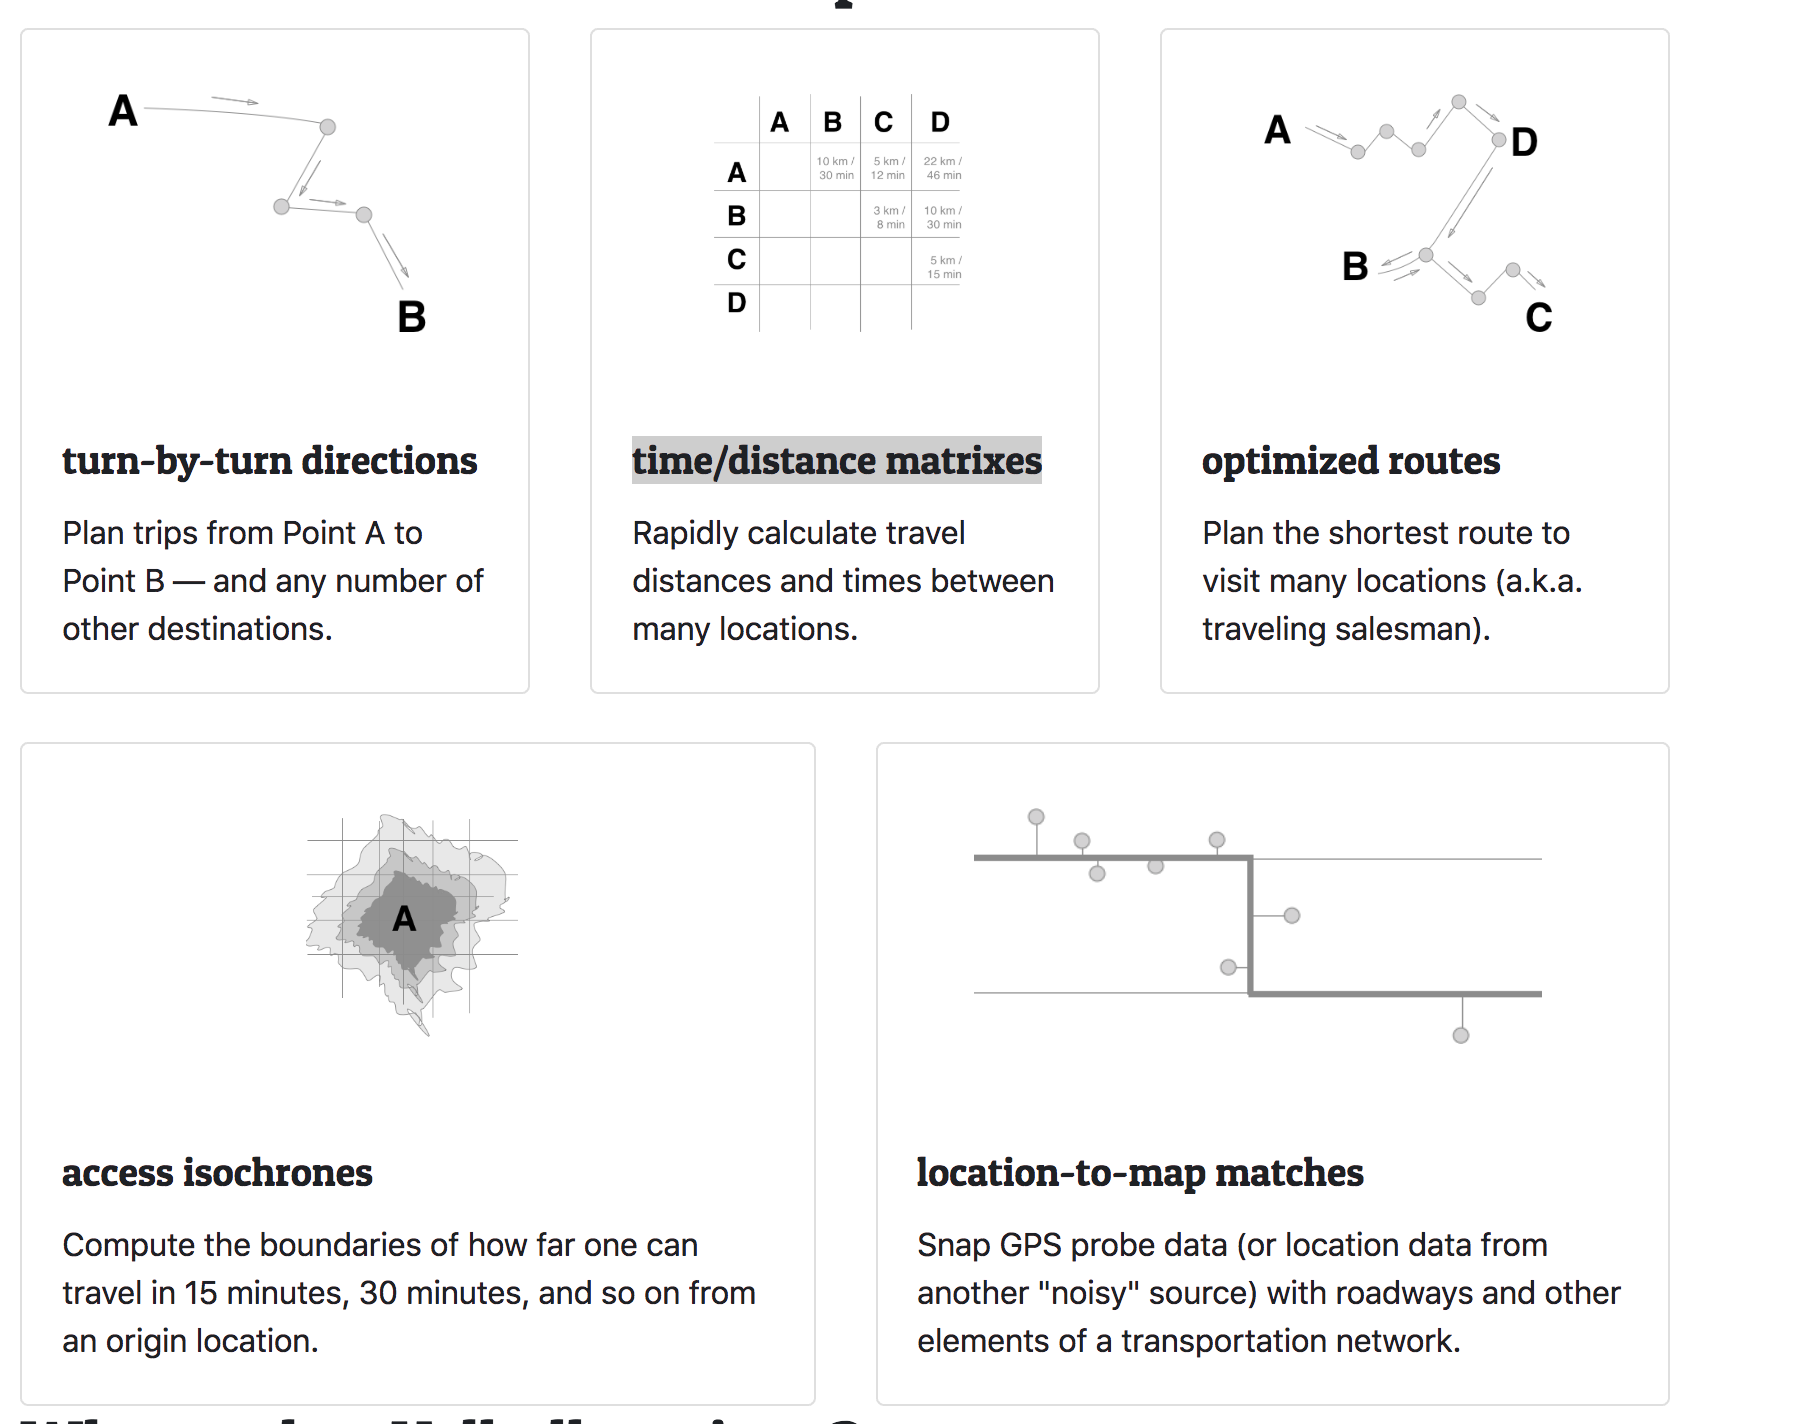 A
B
A B C D
A 10 km / 5 km / 22 km /
30 min 12 min 46 min
B 3 km / 10 km /
8 min 30 min
C 5 km /
15 min
D
A
D
B
C
turn-by-turn directions
Plan trips from Point A to
Point B — and any number of
other destinations.
time/distance matrixes
Rapidly calculate travel
distances and times between
many locations.
optimized routes
Plan the shortest route to
visit many locations (a.k.a.
traveling salesman).
A
access isochrones
Compute the boundaries of how far one can
travel in 15 minutes, 30 minutes, and so on from
an origin location.
location-to-map matches
Snap GPS probe data (or location data from
another "noisy" source) with roadways and other
elements of a transportation network.